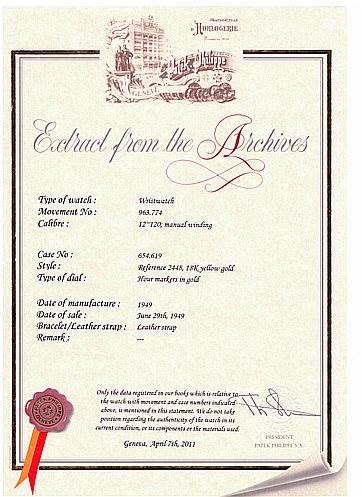 HORLOGERIE
Patek Philippe
GENEVE
Extract from the Archives
Type of watch : Wristwatch
Movement No : 963.774
Calibre : 12'''120, manual winding
Case No : 654.619
Style : Reference 2448, 18K yellow gold
Type of dial : Hour markers in gold
Date of manufacture : 1949
Date of sale : June 29th, 1949
Bracelet/Leather strap : Leather strap
Remark : ---
Only the data registered in our books which is relative to
the watch with movement and case numbers indicated
above, is mentioned in this statement. We do not take
position regarding the authenticity of the watch in its
current condition, or its components or the materials used.
Geneva, April 7th, 2011
PRESIDENT
PATEK PHILIPPE S.A.